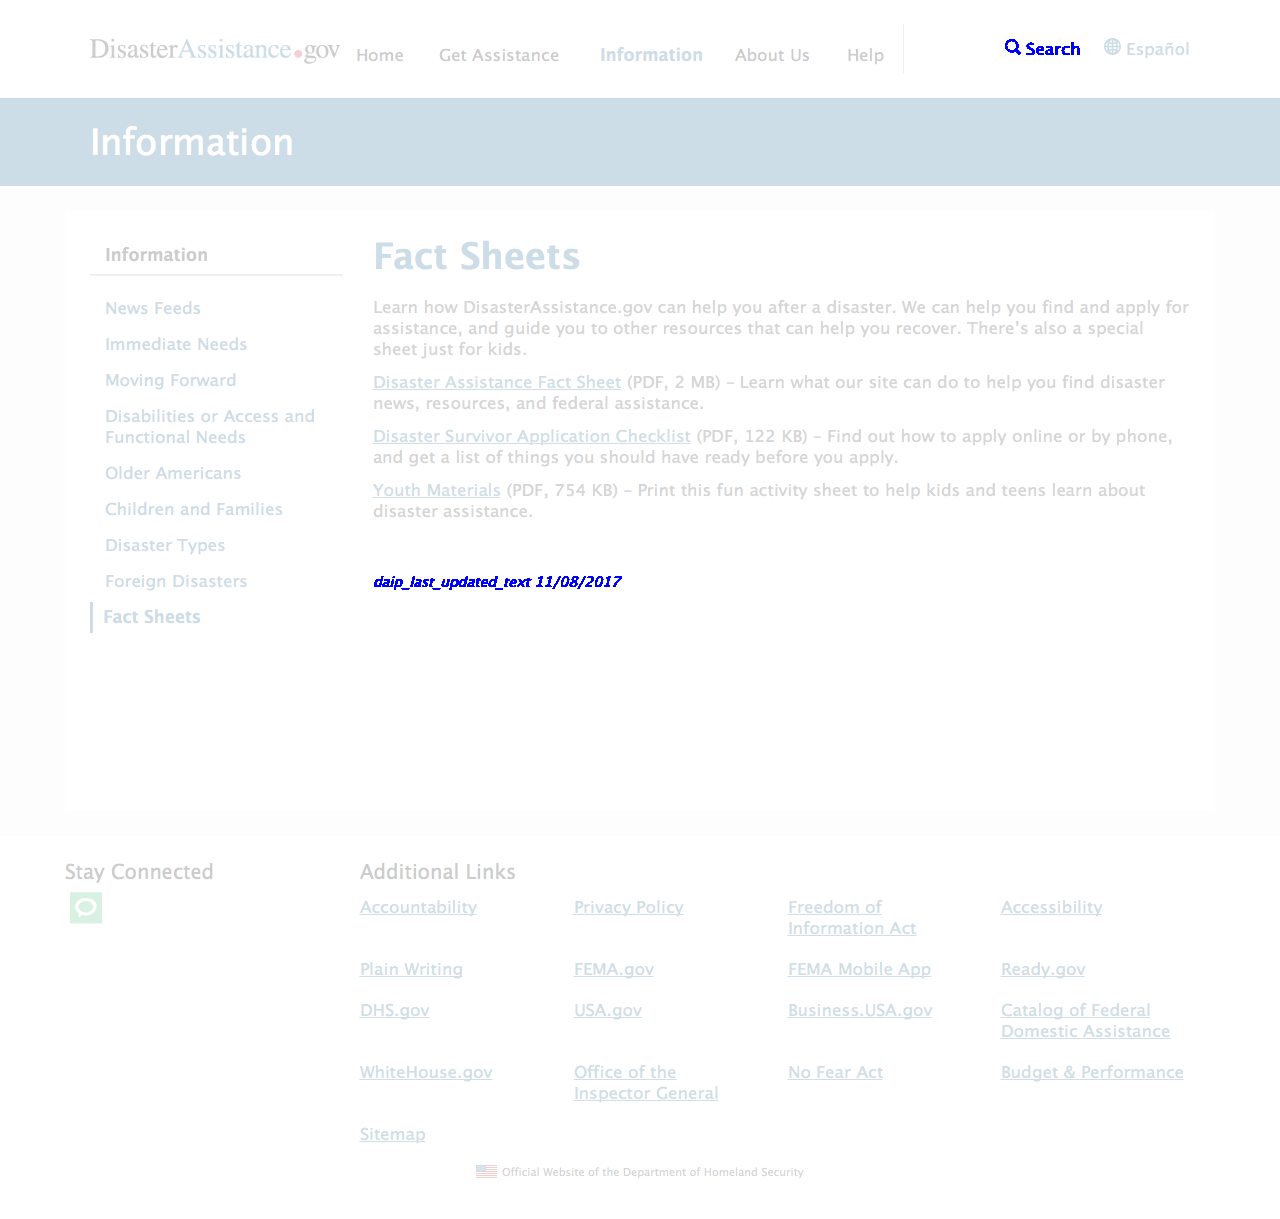 DisasterAssistance.gov Home Get Assistance Information About Us Help Search Español
Information
Information
News Feeds
Immediate Needs
Moving Forward
Disabilities or Access and
Functional Needs
Older Americans
Children and Families
Disaster Types
Foreign Disasters
Fact Sheets
Fact Sheets
Learn how DisasterAssistance.gov can help you after a disaster. We can help you find and apply for
assistance, and guide you to other resources that can help you recover. There's also a special
sheet just for kids.
Disaster Assistance Fact Sheet (PDF, 2 MB) – Learn what our site can do to help you find disaster
news, resources, and federal assistance.
Disaster Survivor Application Checklist (PDF, 122 KB) – Find out how to apply online or by phone,
and get a list of things you should have ready before you apply.
Youth Materials (PDF, 754 KB) – Print this fun activity sheet to help kids and teens learn about
disaster assistance.
daip_last_updated_text 11/08/2017
Stay Connected
Additional Links
Accountability
Privacy Policy
Freedom of
Information Act
Accessibility
Plain Writing
FEMA.gov
FEMA Mobile App
Ready.gov
DHS.gov
USA.gov
Business.USA.gov
Catalog of Federal
Domestic Assistance
WhiteHouse.gov
Office of the
Inspector General
No Fear Act
Budget & Performance
Sitemap
Official Website of the Department of Homeland Security